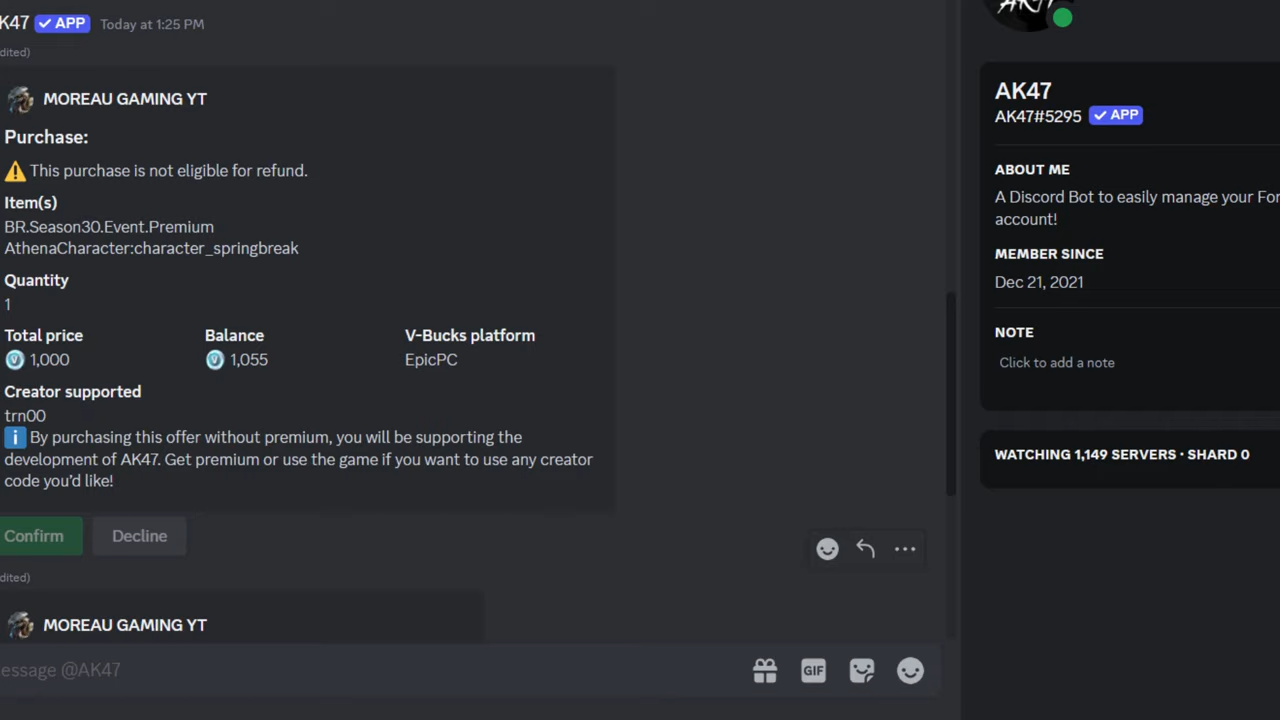 K47 ✓ APP Today at 1:25 PM
dited)
MOREAU GAMING YT
Purchase:
⚠ This purchase is not eligible for refund.
Item(s)
BR.Season30.Event.Premium
AthenaCharacter:character_springbreak
Quantity
1
Total price Balance V-Bucks platform
1,000 1,055 EpicPC
Creator supported
trn00
i By purchasing this offer without premium, you will be supporting the
development of AK47. Get premium or use the game if you want to use any creator
code you'd like!
Confirm Decline
dited)
MOREAU GAMING YT
essage @AK47
GIF
AK47
AK47#5295 ✓ APP
ABOUT ME
A Discord Bot to easily manage your For
account!
MEMBER SINCE
Dec 21, 2021
NOTE
Click to add a note
WATCHING 1,149 SERVERS • SHARD 0